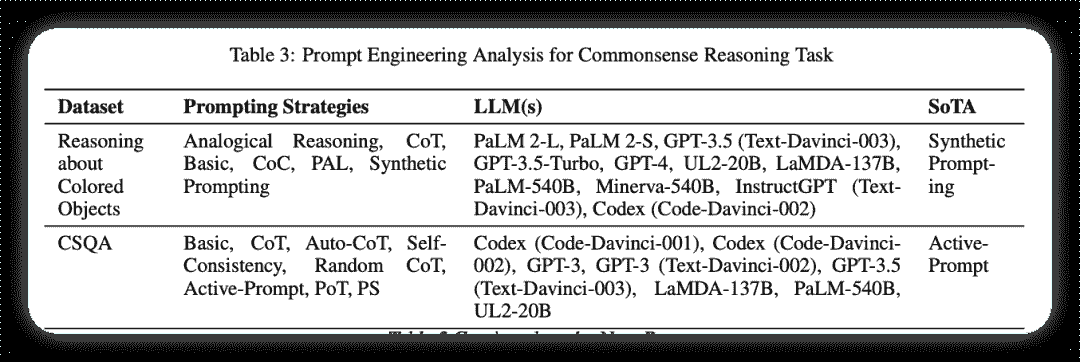 Table 3: Prompt Engineering Analysis for Commonsense Reasoning Task
Dataset Prompting Strategies LLM(s) SoTA
Reasoning about Colored Objects Analogical Reasoning, CoT, Basic, CoC, PAL, Synthetic Prompting PaLM 2-L, PaLM 2-S, GPT-3.5 (Text-Davinci-003), GPT-3.5-Turbo, GPT-4, UL2-20B, LaMDA-137B, PaLM-540B, Minerva-540B, InstructGPT (Text-Davinci-003), Codex (Code-Davinci-002) Synthetic Prompt-ing
CSQA Basic, CoT, Auto-CoT, Self-Consistency, Random CoT, Active-Prompt, PoT, PS Codex (Code-Davinci-001), Codex (Code-Davinci-002), GPT-3, GPT-3 (Text-Davinci-002), GPT-3.5 (Text-Davinci-003), LaMDA-137B, PaLM-540B, UL2-20B Active-Prompt